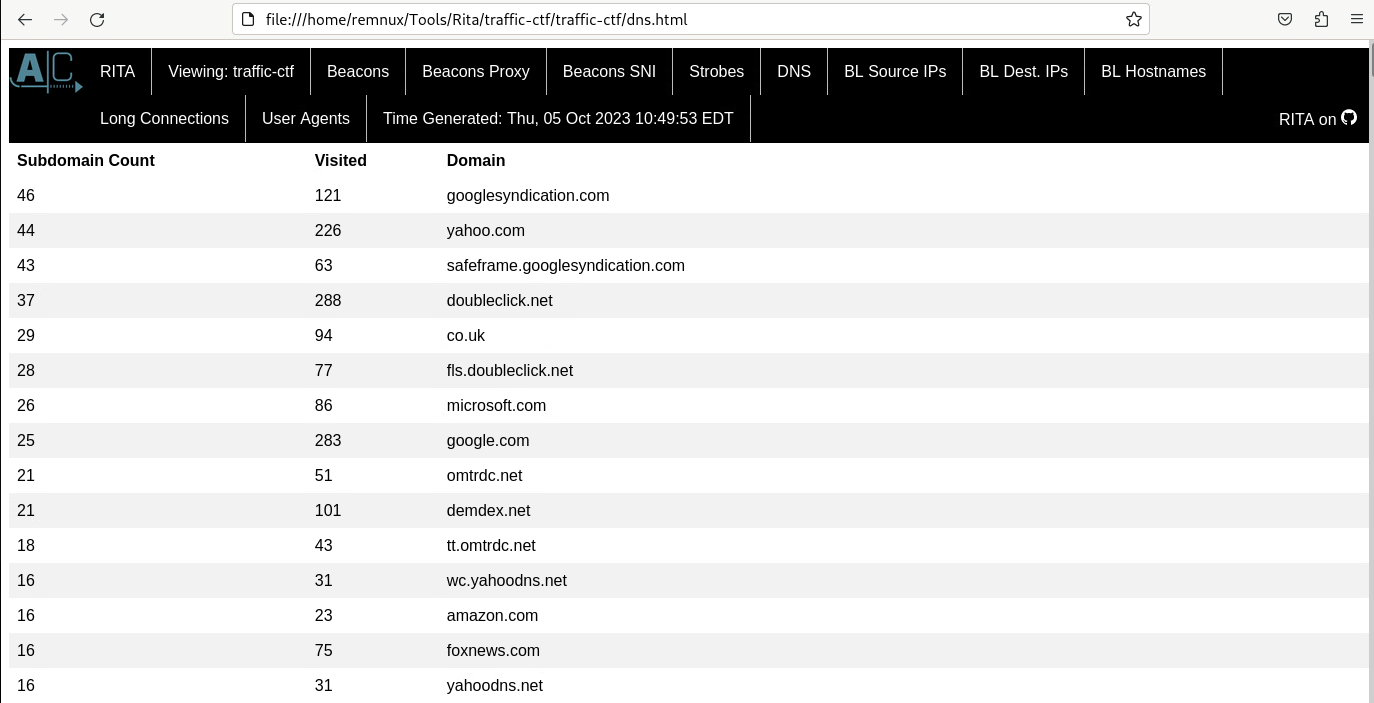 file:///home/remnux/Tools/Rita/traffic-ctf/traffic-ctf/dns.html
A|C RITA Viewing: traffic-ctf Beacons Beacons Proxy Beacons SNI Strobes DNS BL Source IPs BL Dest. IPs BL Hostnames
Long Connections User Agents Time Generated: Thu, 05 Oct 2023 10:49:53 EDT RITA on
Subdomain Count Visited Domain
46 121 googlesyndication.com
44 226 yahoo.com
43 63 safeframe.googlesyndication.com
37 288 doubleclick.net
29 94 co.uk
28 77 fls.doubleclick.net
26 86 microsoft.com
25 283 google.com
21 51 omtrdc.net
21 101 demdex.net
18 43 tt.omtrdc.net
16 31 wc.yahoodns.net
16 23 amazon.com
16 75 foxnews.com
16 31 yahoodns.net